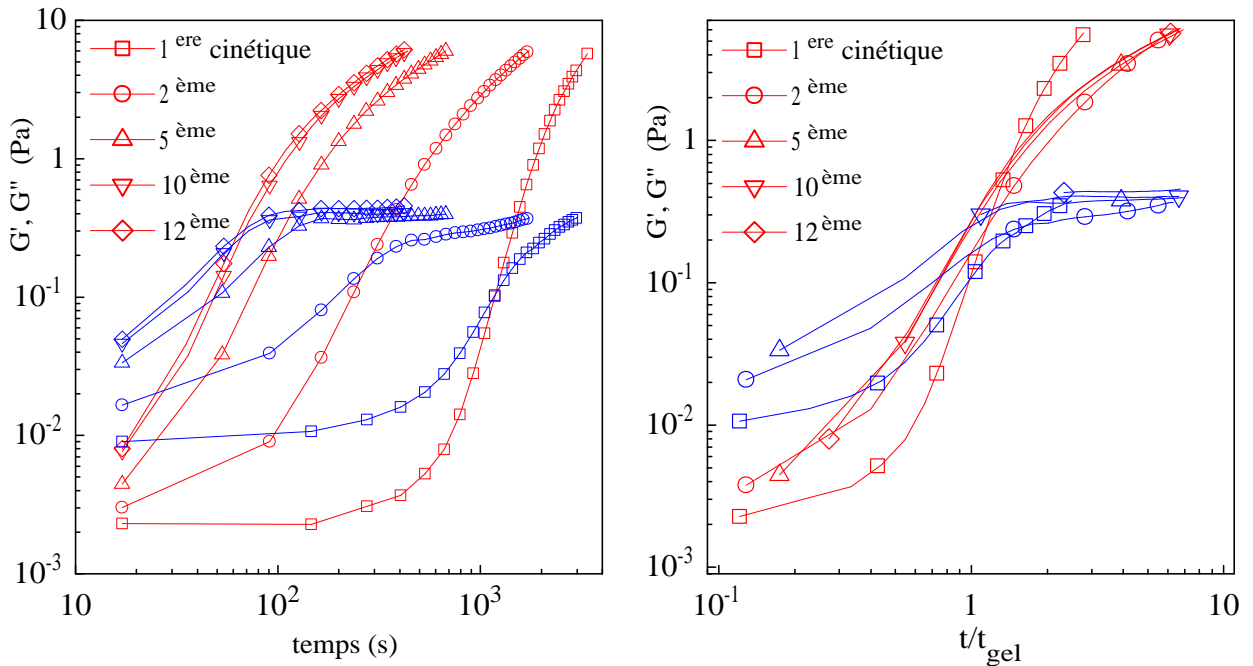 G', G'' (Pa)
10¹
1
10⁻¹
10⁻²
10⁻³
1 ere cinétique
2 ème
5 ème
10 ème
12 ème
10
10²
10³
temps (s)
G', G'' (Pa)
1
10⁻¹
10⁻²
10⁻³
1 ere cinétique
2 ème
5 ème
10 ème
12 ème
10⁻¹
1
10
t/t_gel